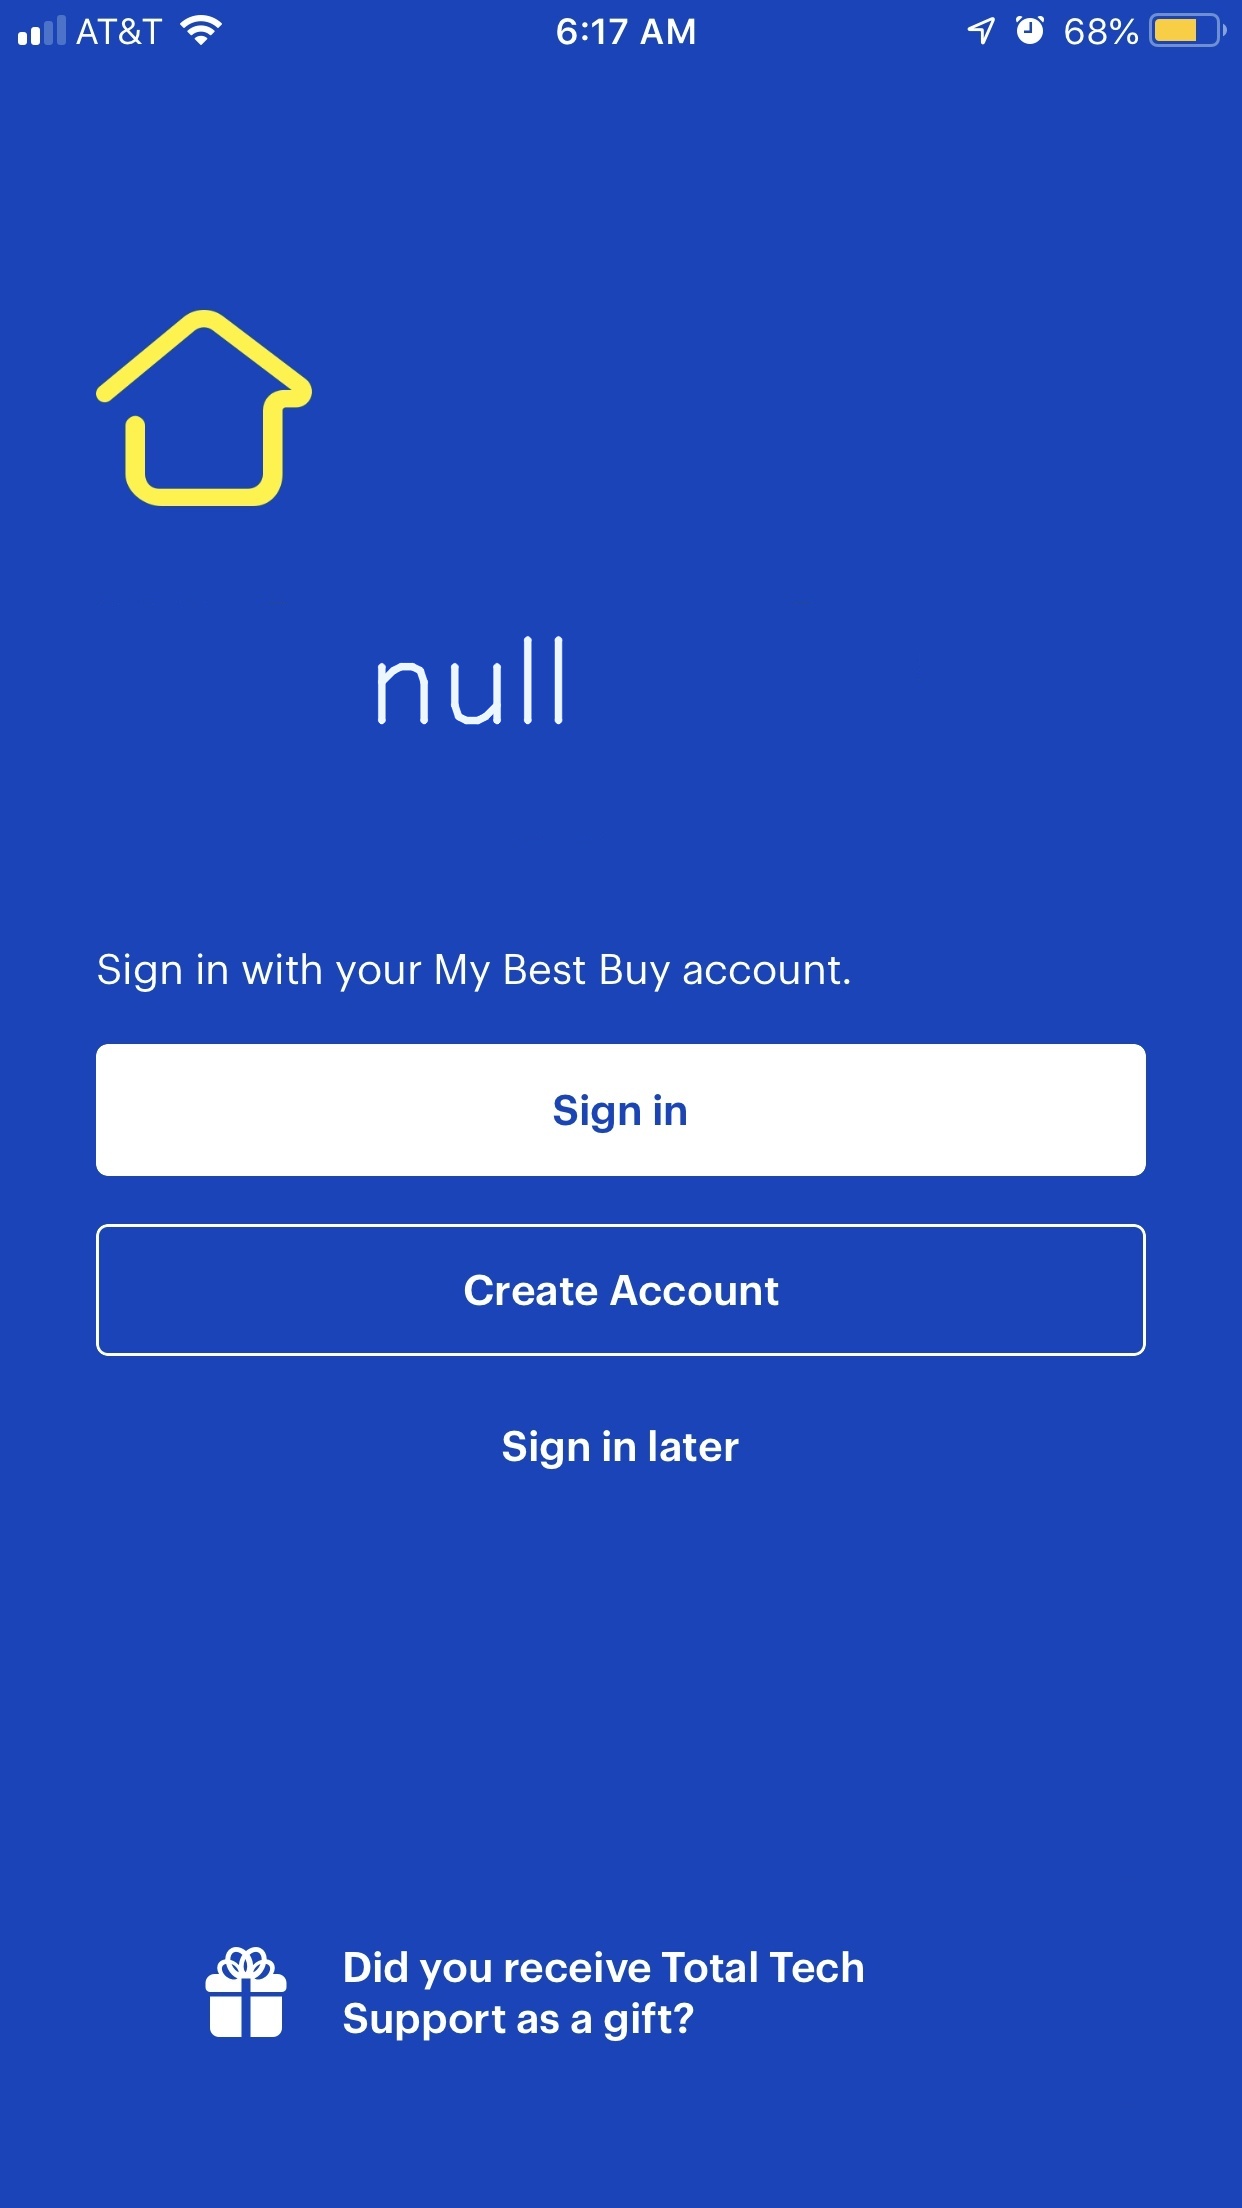 AT&T 6:17 AM 68%
null
Sign in with your My Best Buy account.
Sign in
Create Account
Sign in later
Did you receive Total Tech
Support as a gift?